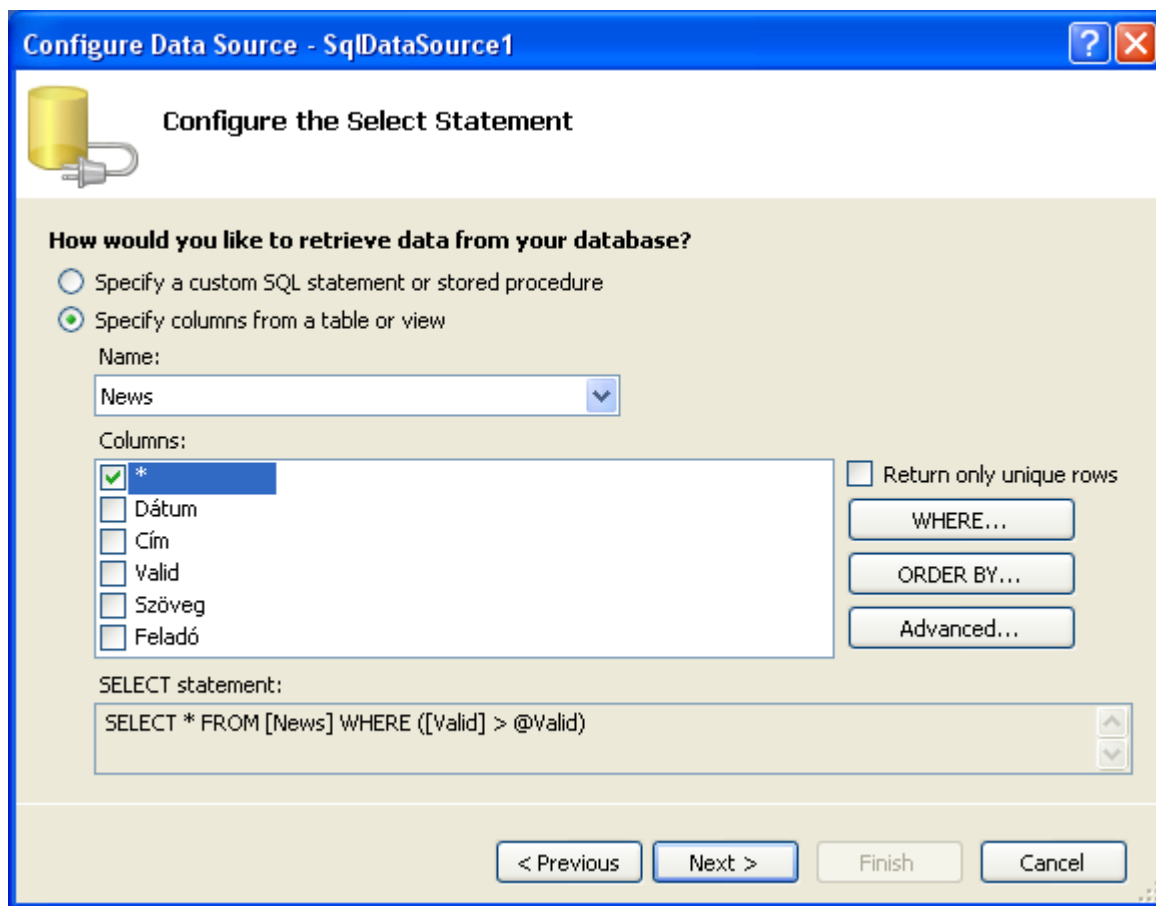 Configure Data Source - SqlDataSource1
Configure the Select Statement
How would you like to retrieve data from your database?
Specify a custom SQL statement or stored procedure
Specify columns from a table or view
Name:
News
Columns:
*
Return only unique rows
Dátum
WHERE...
Cím
Valid
ORDER BY...
Szöveg
Advanced...
Feladó
SELECT statement:
SELECT * FROM [News] WHERE ([Valid] > @Valid)
< Previous
Next >
Finish
Cancel